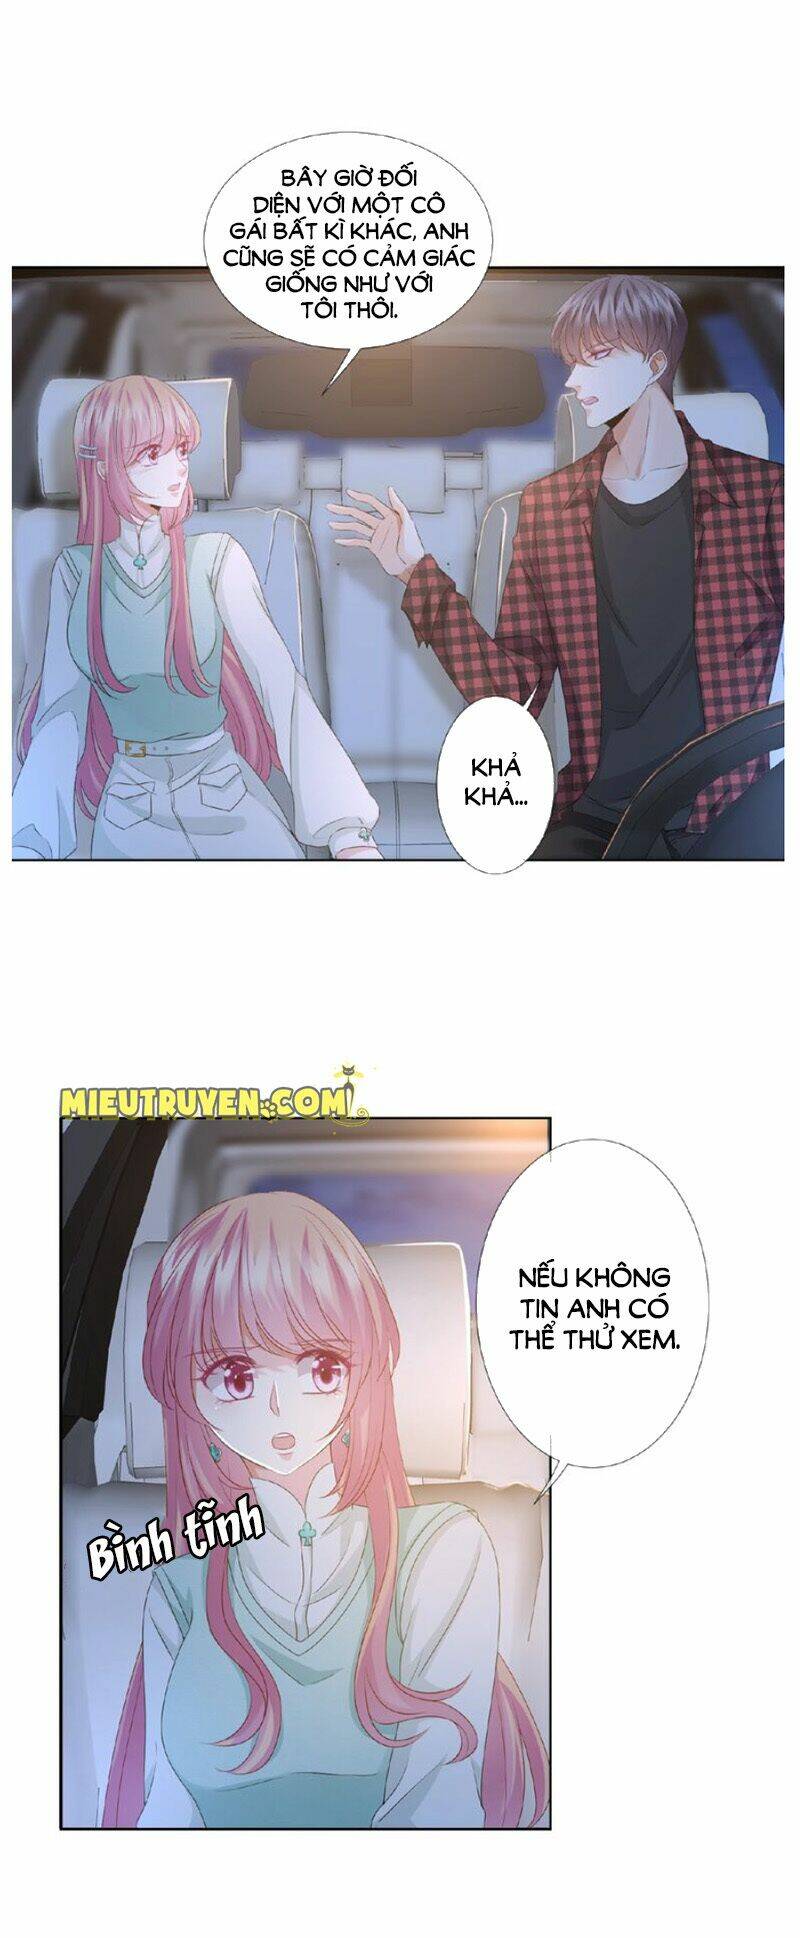 BÂY GIỜ ĐỐI
DIỆN VỚI MỘT CÔ
GÁI BẤT KÌ KHÁC, ANH
CŨNG SẼ CÓ CẢM GIÁC
GIỐNG NHƯ VỚI
TÔI THÔI.
KHẢ
KHẢ...
MIEUTRUYEN.COM
NẾU KHÔNG
TIN ANH CÓ
THỂ THỬ XEM.
Bình tĩnh